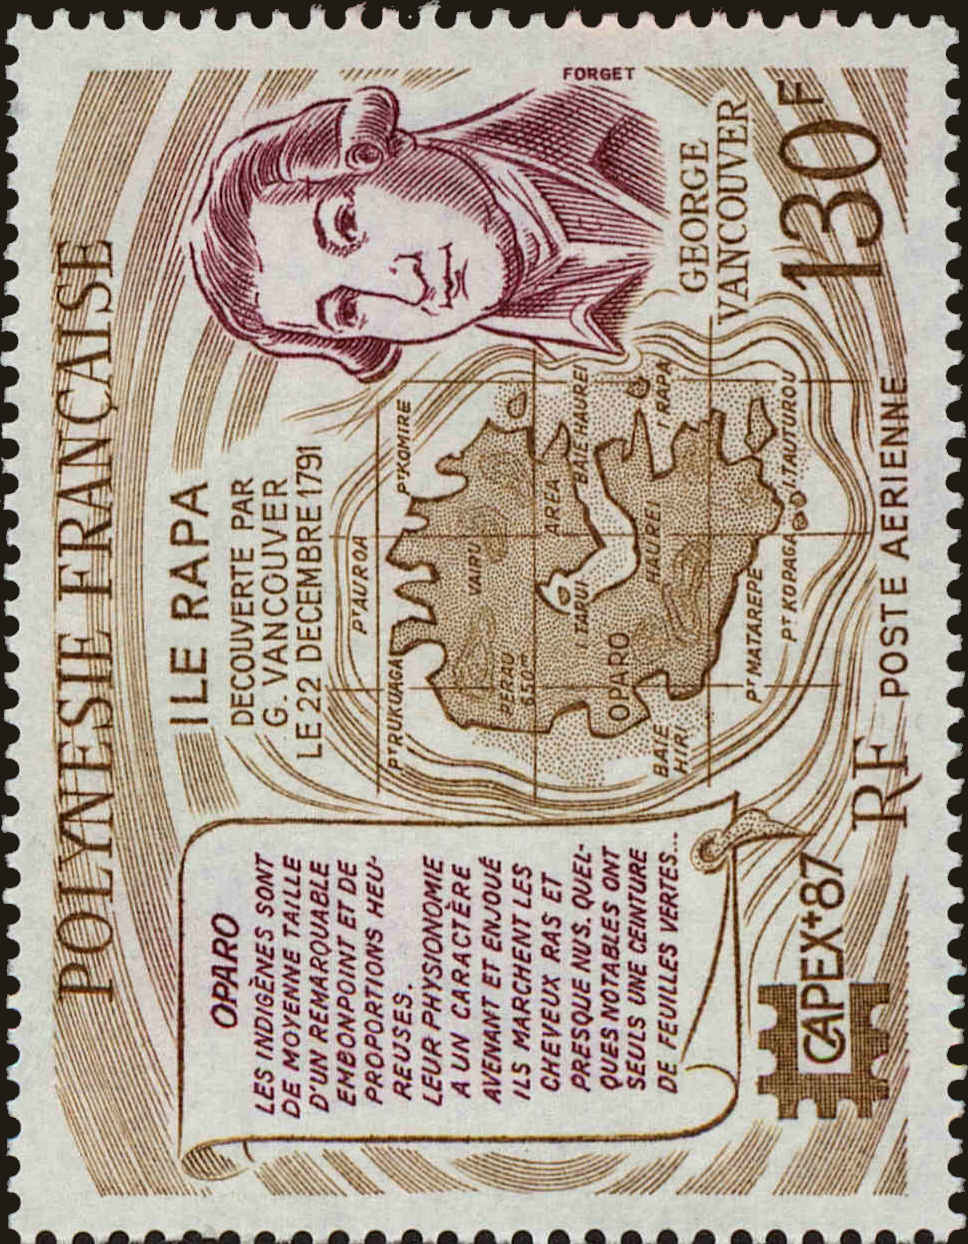 POLYNESIE FRANÇAISE
OPARO
LES INDIGÈNES SONT
DE MOYENNE TAILLE
D'UN REMARQUABLE
EMBONPOINT ET DE
PROPORTIONS HEU-
REUSES.
LEUR PHYSIONOMIE
A UN CARACTÈRE
AVENANT ET ENJOUÉ
ILS MARCHENT LES
CHEVEUX RAS ET
PRESQUE NUS. QUEL-
QUES NOTABLES ONT
SEULS UNE CEINTURE
DE FEUILLES VERTES...
ILE RAPA
DECOUVERTE PAR
G. VANCOUVER
LE 22 DECEMBRE 1791
PT AUROA
PT KOMIRE
PT RUKUAGA
VAIRU
PERAU
650m
AREA
BAIE HAUREI
I TARUI
OPARO
HAUREI
I RAPA
BAIE
HIRI
PT MATAREPE
PT KOPAGA
I. TAUTUROU
FORGET
GEORGE
VANCOUVER
130F
CAPEX+87
RF POSTE AERIENNE